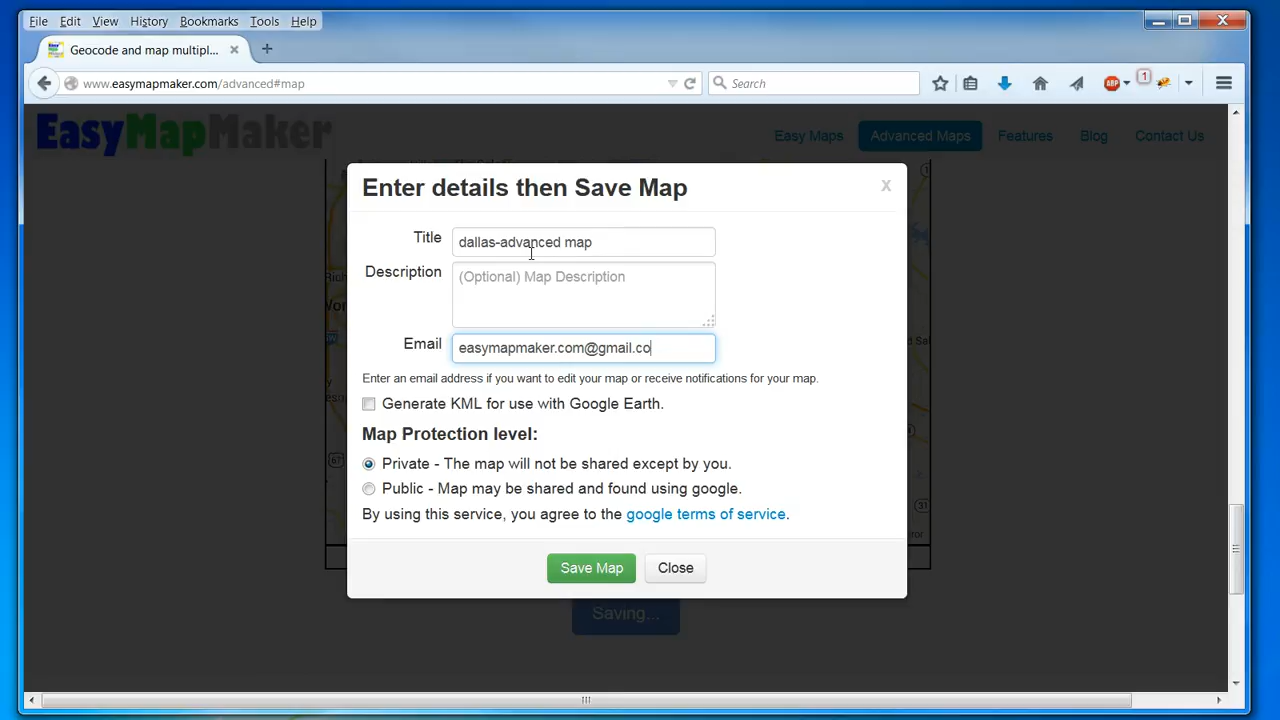 File Edit View History Bookmarks Tools Help
Geocode and map multipl...
www.easymapmaker.com/advanced#map Search ABP 1
EasyMapMaker Easy Maps Advanced Maps Features Blog Contact Us
Enter details then Save Map x
Title dallas-advanced map
Description (Optional) Map Description
Email easymapmaker.com@gmail.co
Enter an email address if you want to edit your map or receive notifications for your map.
Generate KML for use with Google Earth.
Map Protection level:
Private - The map will not be shared except by you.
Public - Map may be shared and found using google.
By using this service, you agree to the google terms of service.
Save Map Close
Saving...